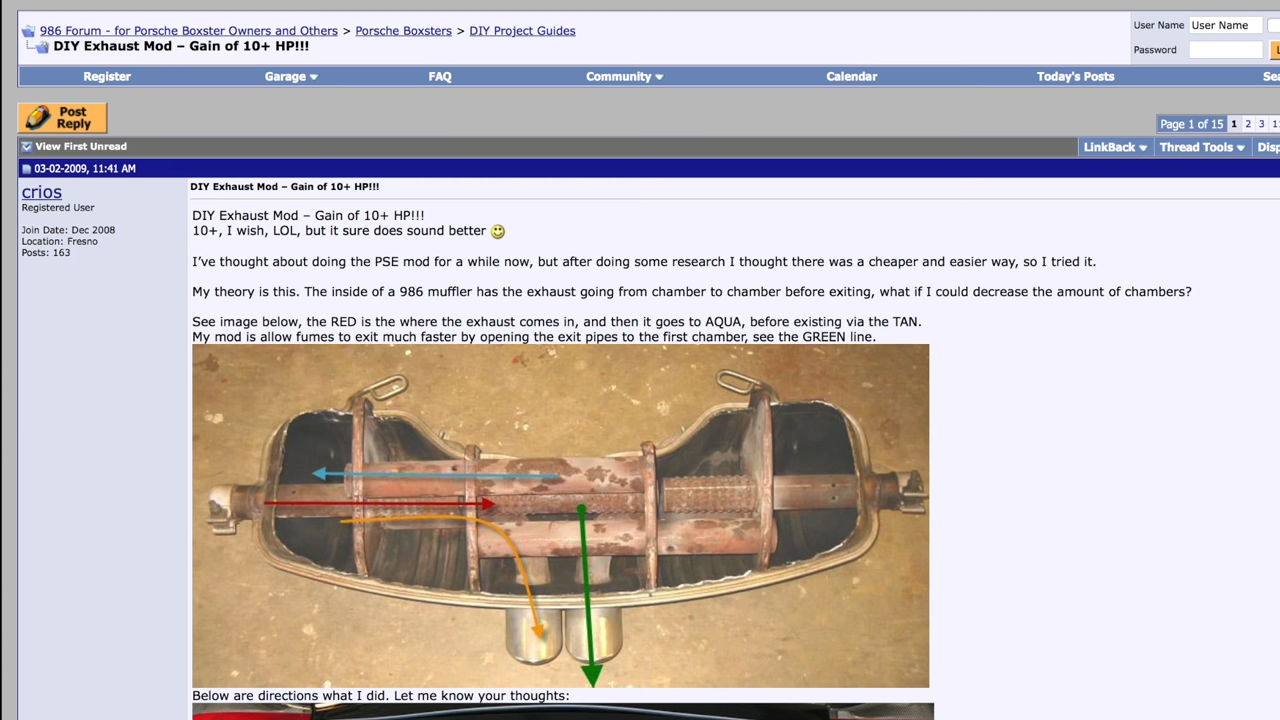 986 Forum - for Porsche Boxster Owners and Others > Porsche Boxsters > DIY Project Guides
DIY Exhaust Mod – Gain of 10+ HP!!!
User Name User Name
Password
Register Garage FAQ Community Calendar Today's Posts
Post Reply
Page 1 of 15 1 2 3
View First Unread
LinkBack Thread Tools
03-02-2009, 11:41 AM
crios
Registered User
Join Date: Dec 2008
Location: Fresno
Posts: 163
DIY Exhaust Mod – Gain of 10+ HP!!!
DIY Exhaust Mod – Gain of 10+ HP!!!
10+, I wish, LOL, but it sure does sound better
I've thought about doing the PSE mod for a while now, but after doing some research I thought there was a cheaper and easier way, so I tried it.
My theory is this. The inside of a 986 muffler has the exhaust going from chamber to chamber before exiting, what if I could decrease the amount of chambers?
See image below, the RED is the where the exhaust comes in, and then it goes to AQUA, before existing via the TAN.
My mod is allow fumes to exit much faster by opening the exit pipes to the first chamber, see the GREEN line.
Below are directions what I did. Let me know your thoughts: